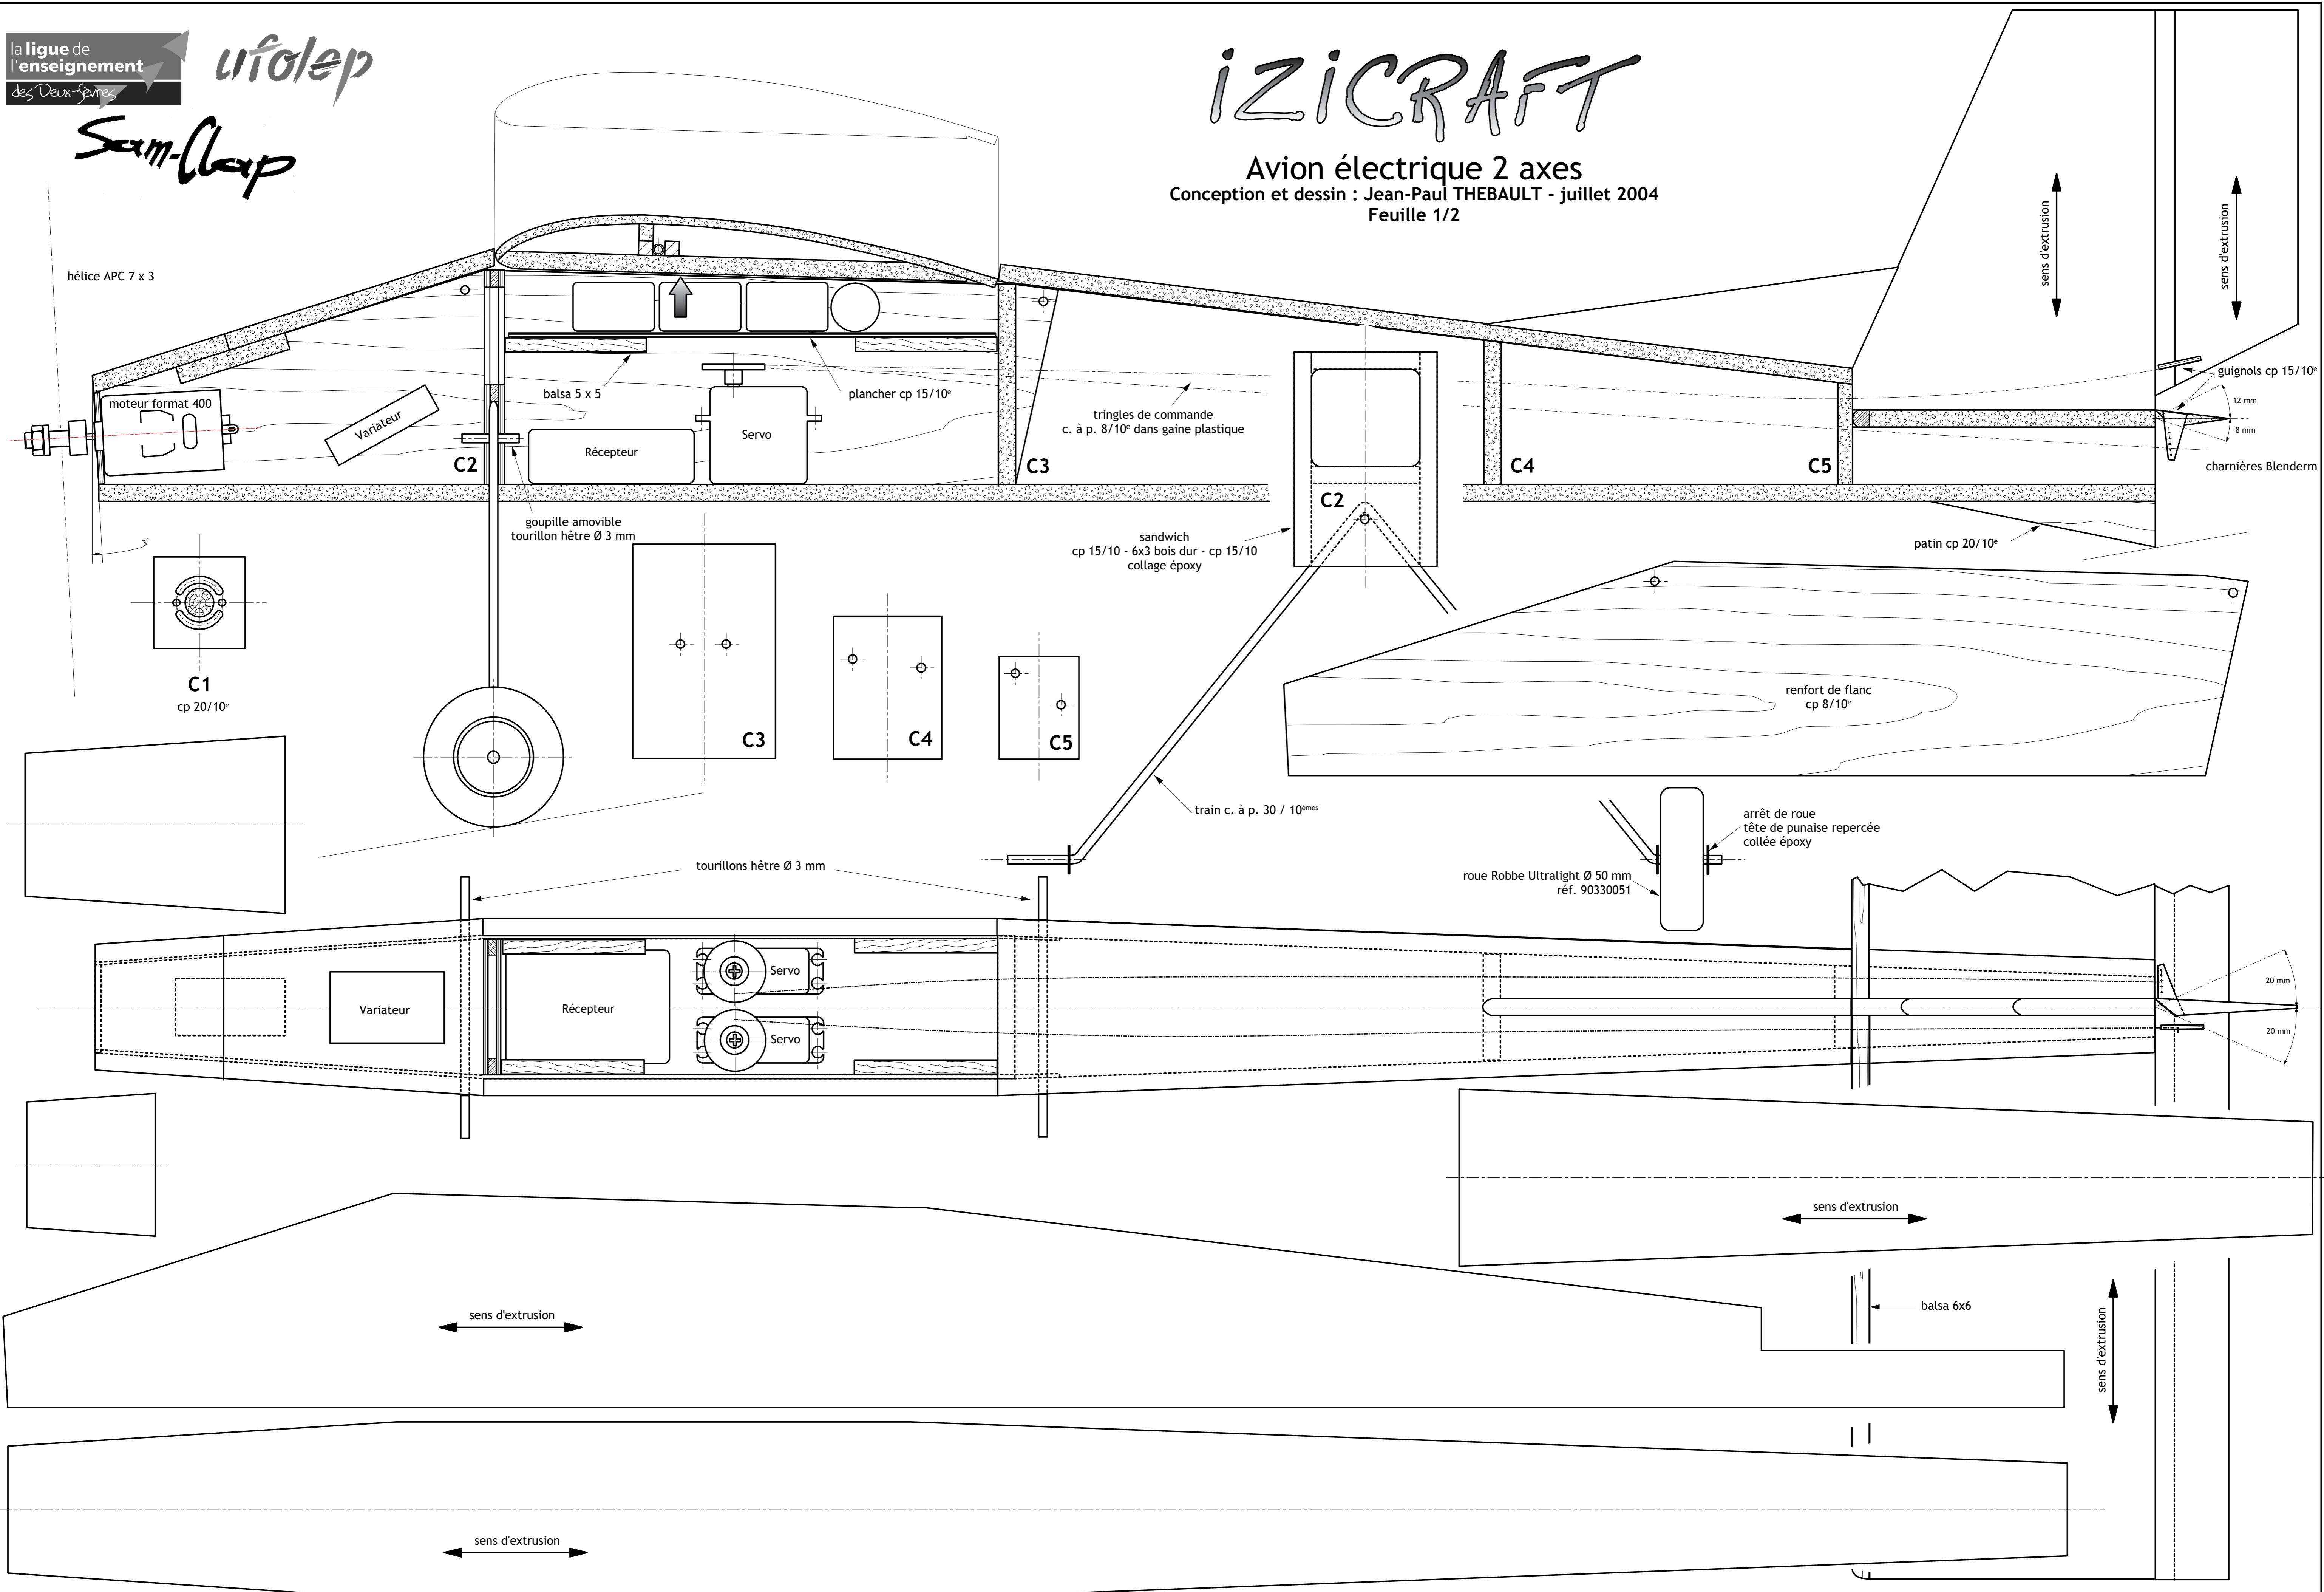 la ligue de
l'enseignement
des Deux-Sèvres
ufolep
Sam-Clap
iZiCRAFT
Avion électrique 2 axes
Conception et dessin : Jean-Paul THEBAULT - juillet 2004
Feuille 1/2
hélice APC 7 x 3
moteur format 400
Variateur
C2
balsa 5 x 5
plancher cp 15/10e
Récepteur
Servo
C3
tringles de commande
c. à p. 8/10e dans gaine plastique
C4
C5
sens d'extrusion
sens d'extrusion
guignols cp 15/10e
12 mm
8 mm
charnières Blenderm
3°
goupille amovible
tourillon hêtre Ø 3 mm
C2
sandwich
cp 15/10 - 6x3 bois dur - cp 15/10
collage époxy
patin cp 20/10e
C1
cp 20/10e
C3
C4
C5
renfort de flanc
cp 8/10e
train c. à p. 30 / 10èmes
arrêt de roue
tête de punaise repercée
collée époxy
roue Robbe Ultralight Ø 50 mm
réf. 90330051
tourillons hêtre Ø 3 mm
Variateur
Récepteur
Servo
Servo
20 mm
20 mm
sens d'extrusion
sens d'extrusion
balsa 6x6
sens d'extrusion
sens d'extrusion